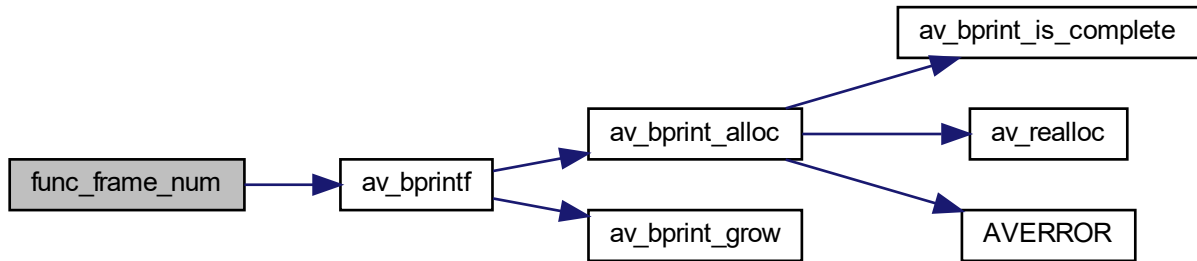 av_bprint_is_complete
av_bprint_alloc
av_realloc
func_frame_num
av_bprintf
av_bprint_grow
AVERROR